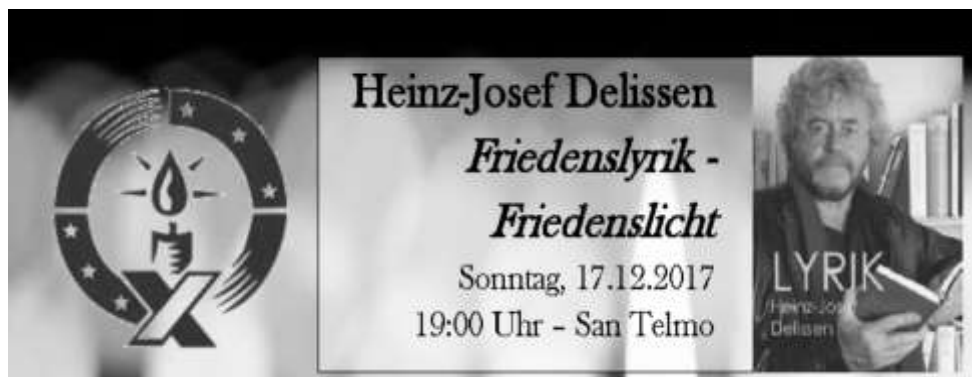 Heinz-Josef Delissen
Friedenslyrik -
Friedenslicht
Sonntag, 17.12.2017
19:00 Uhr – San Telmo
LYRIK
Heinz-Josef
Delissen